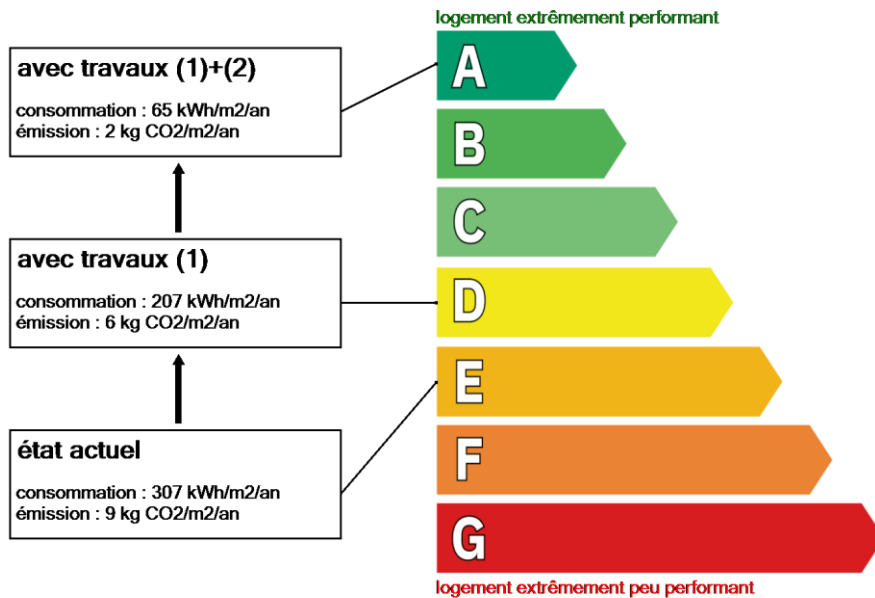 logement extrêmement performant
avec travaux (1)+(2)
consommation : 65 kWh/m2/an
émission : 2 kg CO2/m2/an
A
B
C
avec travaux (1)
consommation : 207 kWh/m2/an
émission : 6 kg CO2/m2/an
D
E
état actuel
consommation : 307 kWh/m2/an
émission : 9 kg CO2/m2/an
F
G
logement extrêmement peu performant